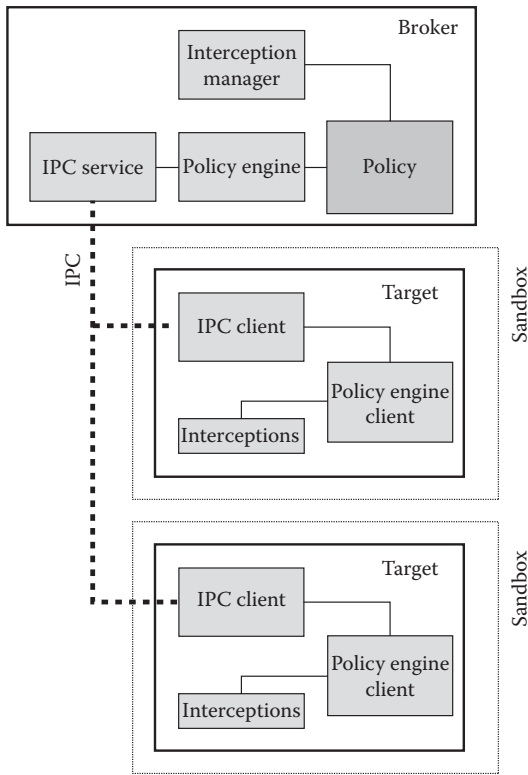 Broker
Interception
manager
IPC service
Policy engine
Policy
IPC
Sandbox
Target
IPC client
Policy engine
client
Interceptions
Sandbox
Target
IPC client
Policy engine
client
Interceptions